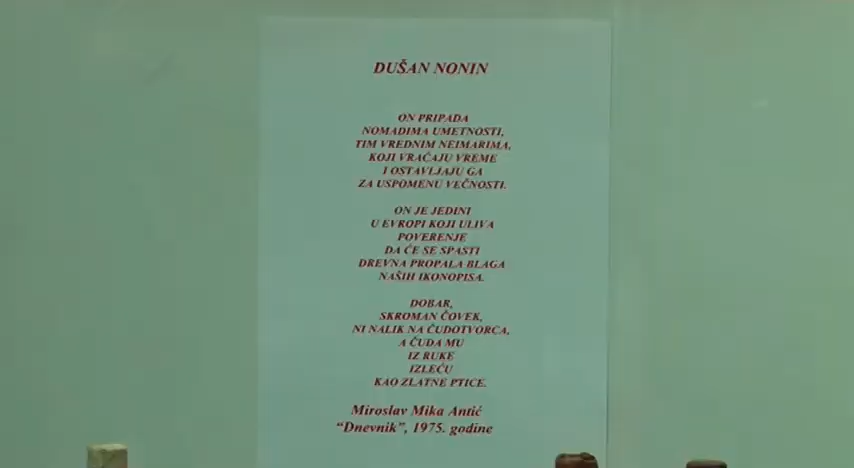 DUŠAN NONIN
ON PRIPADA
NOMADIMA UMETNOSTI,
TIM VREDNIM NEIMARIMA,
KOJI VRAĆAJU VREME
I OSTAVLJAJU GA
ZA USPOMENU VEČNOSTI.
ON JE JEDINI
U EVROPI KOJI ULIVA
POVERENJE
DA ĆE SE SPASTI
DREVNA PROPALA BLAGA
NAŠIH IKONOPISA.
DOBAR,
SKROMAN ČOVEK,
NI NALIK NA ČUDOTVORCA,
A ČUDA MU
IZ RUKE
IZLEĆU
KAO ZLATNE PTICE.
Miroslav Mika Antić
“Dnevnik”, 1975. godine